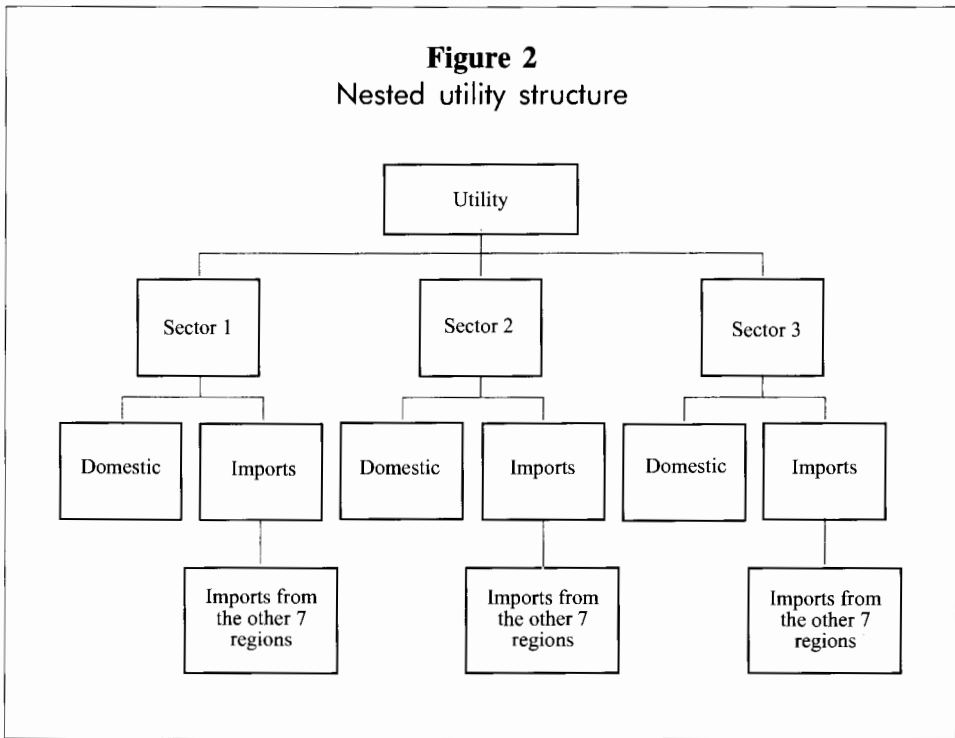 Figure 2
Nested utility structure
Utility
Sector 1
Sector 2
Sector 3
Domestic
Imports
Domestic
Imports
Domestic
Imports
Imports from
the other 7
regions
Imports from
the other 7
regions
Imports from
the other 7
regions